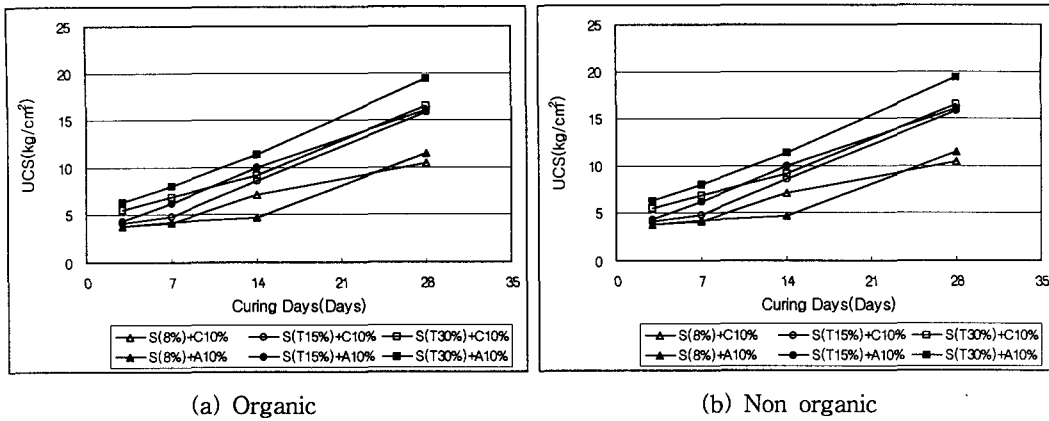 25
20
15
10
5
0
UCS(kg/cm²)
0 7 14 21 28 35
Curing Days(Days)
S(8%)+C10% S(T15%)+C10% S(T30%)+C10%
S(8%)+A10% S(T15%)+A10% S(T30%)+A10%
(a) Organic
25
20
15
10
5
0
UCS(kg/cm²)
0 7 14 21 28 35
Curing Days(Days)
S(8%)+C10% S(T15%)+C10% S(T30%)+C10%
S(8%)+A10% S(T15%)+A10% S(T30%)+A10%
(b) Non organic